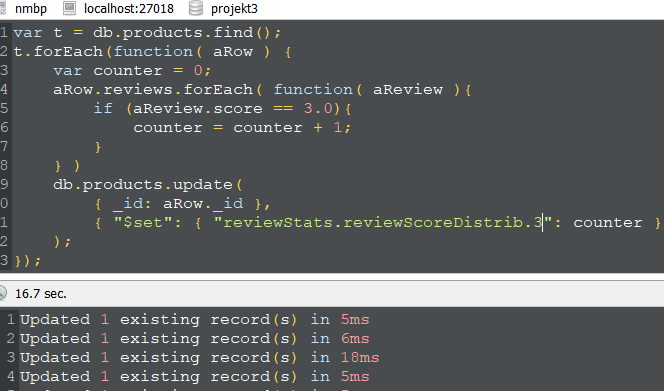 nmbp localhost:27018 projekt3
1 var t = db.products.find();
2 t.forEach(function( aRow ) {
3     var counter = 0;
4     aRow.reviews.forEach( function( aReview ){
5         if (aReview.score == 3.0){
6             counter = counter + 1;
7         }
8     } )
9     db.products.update(
0         { _id: aRow._id },
1         { "$set": { "reviewStats.reviewScoreDistrib.3": counter }
2     );
3 });
16.7 sec.
1 Updated 1 existing record(s) in 5ms
2 Updated 1 existing record(s) in 6ms
3 Updated 1 existing record(s) in 18ms
4 Updated 1 existing record(s) in 5ms